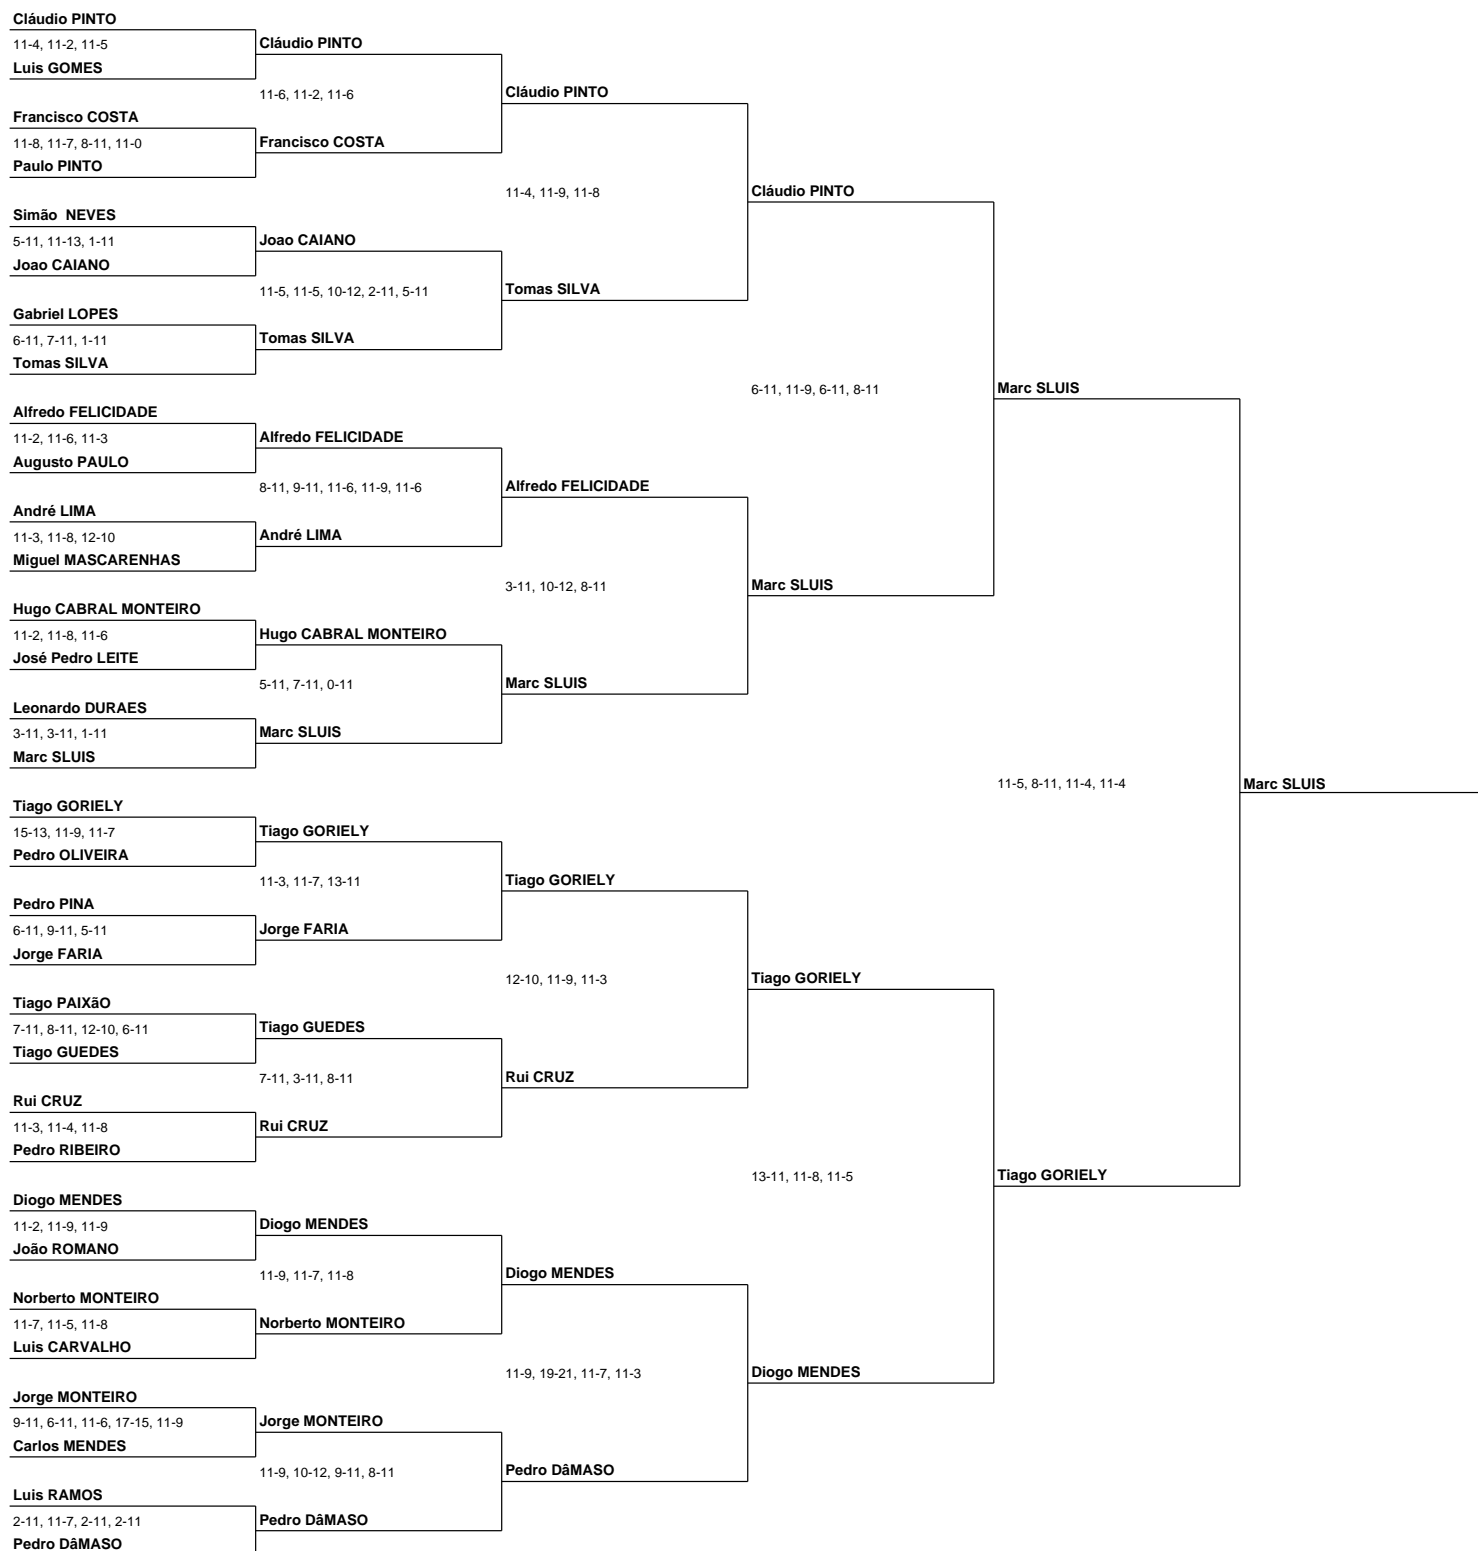 Cláudio PINTO
11-4, 11-2, 11-5
Cláudio PINTO
Luis GOMES
11-6, 11-2, 11-6
Cláudio PINTO
Francisco COSTA
11-8, 11-7, 8-11, 11-0
Francisco COSTA
Paulo PINTO
11-4, 11-9, 11-8
Cláudio PINTO
Simão  NEVES
5-11, 11-13, 1-11
Joao CAIANO
Joao CAIANO
11-5, 11-5, 10-12, 2-11, 5-11
Tomas SILVA
Gabriel LOPES
6-11, 7-11, 1-11
Tomas SILVA
Tomas SILVA
6-11, 11-9, 6-11, 8-11
Marc SLUIS
Alfredo FELICIDADE
11-2, 11-6, 11-3
Alfredo FELICIDADE
Augusto PAULO
8-11, 9-11, 11-6, 11-9, 11-6
Alfredo FELICIDADE
André LIMA
11-3, 11-8, 12-10
André LIMA
Miguel MASCARENHAS
3-11, 10-12, 8-11
Marc SLUIS
Hugo CABRAL MONTEIRO
11-2, 11-8, 11-6
Hugo CABRAL MONTEIRO
José Pedro LEITE
5-11, 7-11, 0-11
Marc SLUIS
Leonardo DURAES
3-11, 3-11, 1-11
Marc SLUIS
Marc SLUIS
11-5, 8-11, 11-4, 11-4
Marc SLUIS
Tiago GORIELY
15-13, 11-9, 11-7
Tiago GORIELY
Pedro OLIVEIRA
11-3, 11-7, 13-11
Tiago GORIELY
Pedro PINA
6-11, 9-11, 5-11
Jorge FARIA
Jorge FARIA
12-10, 11-9, 11-3
Tiago GORIELY
Tiago PAIXãO
7-11, 8-11, 12-10, 6-11
Tiago GUEDES
Tiago GUEDES
7-11, 3-11, 8-11
Rui CRUZ
Rui CRUZ
11-3, 11-4, 11-8
Rui CRUZ
Pedro RIBEIRO
13-11, 11-8, 11-5
Tiago GORIELY
Diogo MENDES
11-2, 11-9, 11-9
Diogo MENDES
João ROMANO
11-9, 11-7, 11-8
Diogo MENDES
Norberto MONTEIRO
11-7, 11-5, 11-8
Norberto MONTEIRO
Luis CARVALHO
11-9, 19-21, 11-7, 11-3
Diogo MENDES
Jorge MONTEIRO
9-11, 6-11, 11-6, 17-15, 11-9
Jorge MONTEIRO
Carlos MENDES
11-9, 10-12, 9-11, 8-11
Pedro DâMASO
Luis RAMOS
2-11, 11-7, 2-11, 2-11
Pedro DâMASO
Pedro DâMASO